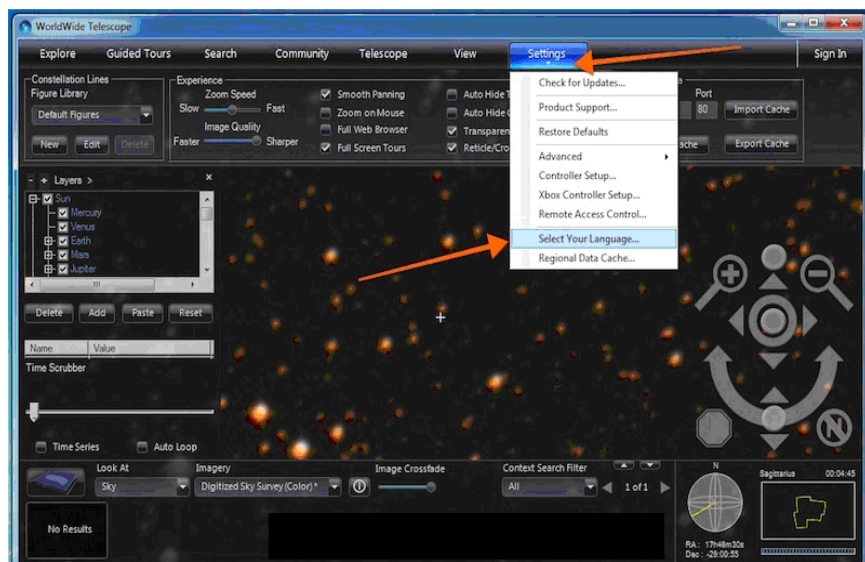 WorldWide Telescope
Explore Guided Tours Search Community Telescope View Settings Sign In
Constellation Lines
Figure Library
Default Figures
New Edit Delete
Experience
Zoom Speed
Slow Fast
Image Quality
Faster Sharper
Smooth Panning
Zoom on Mouse
Full Web Browser
Full Screen Tours
Auto Hide
Auto Hide
Transparen
Reticle/Cro
Port
80 Import Cache
ache Export Cache
Check for Updates...
Product Support...
Restore Defaults
Advanced
Controller Setup...
Xbox Controller Setup...
Remote Access Control...
Select Your Language...
Regional Data Cache...
- + Layers > ×
Sun
Mercury
Venus
Earth
Mars
Jupiter
Delete Add Paste Reset
Name Value
Time Scrubber
Time Series Auto Loop
Look At
Sky
Imagery
Digitized Sky Survey (Color) *
Image Crossfade
Context Search Filter
All
1 of 1
No Results
N
RA : 17h46m30s
Dec : -29:00:55
Sagittarius 00:04:45
N